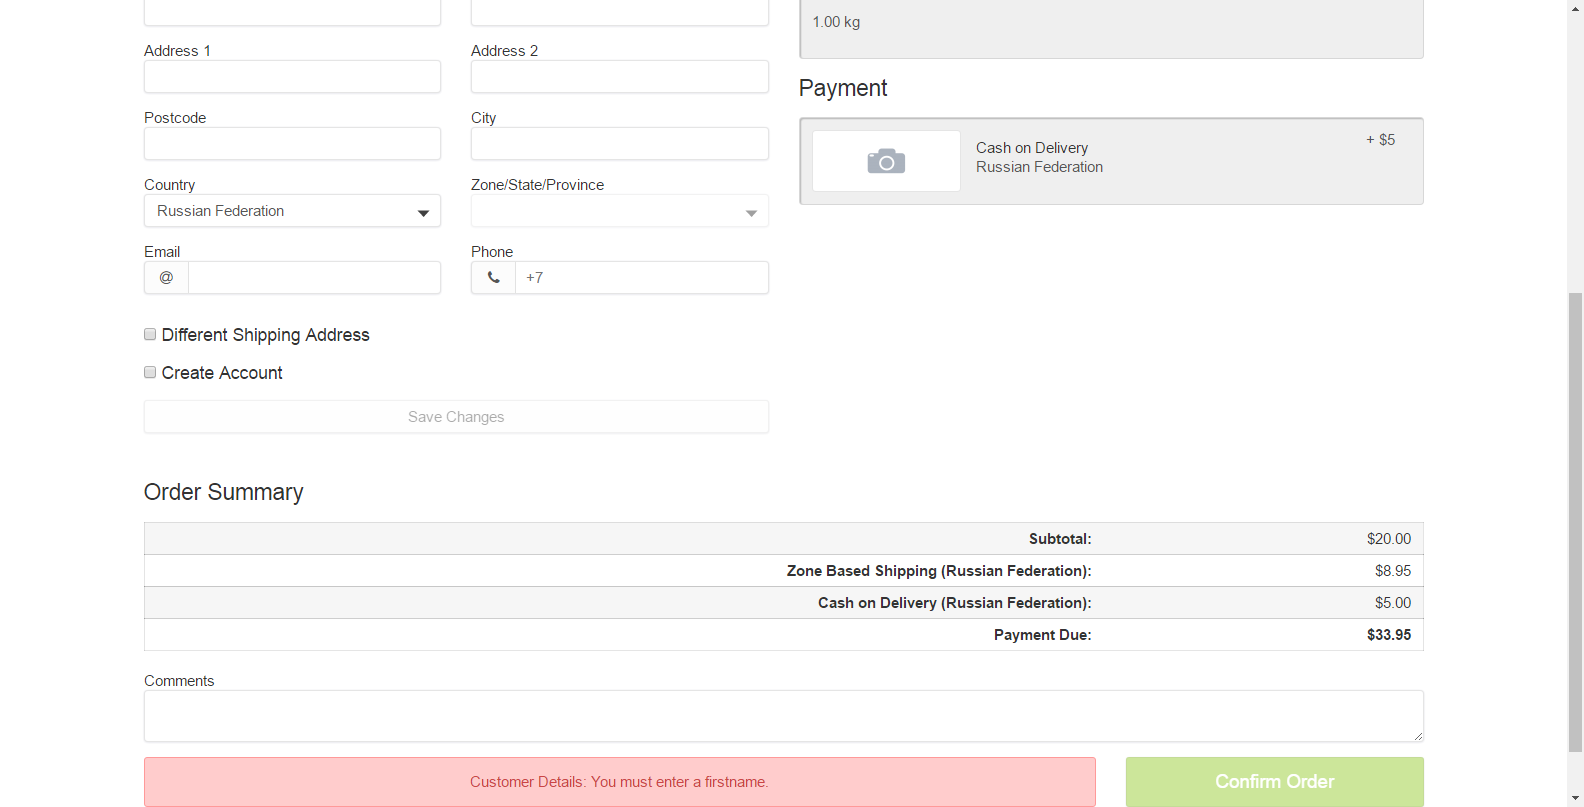 1.00 kg
Address 1
Address 2
Payment
Postcode
City
Cash on Delivery
Russian Federation
+ $5
Country
Zone/State/Province
Russian Federation
Email
Phone
@
+7
Different Shipping Address
Create Account
Save Changes
Order Summary
Subtotal: $20.00
Zone Based Shipping (Russian Federation): $8.95
Cash on Delivery (Russian Federation): $5.00
Payment Due: $33.95
Comments
Customer Details: You must enter a firstname.
Confirm Order